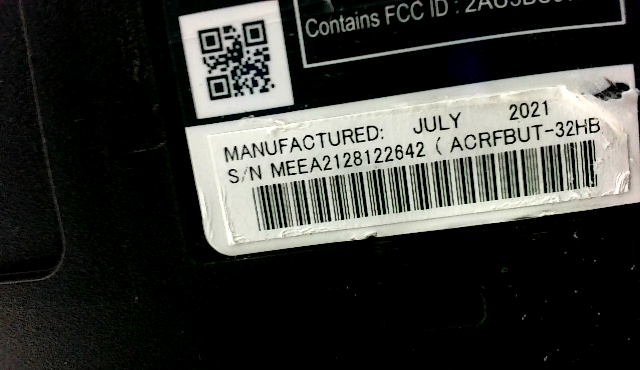 Contains FCC ID :
MANUFACTURED: JULY 2021
S/N MEEA2128122642 ( ACRFBUT-32HB